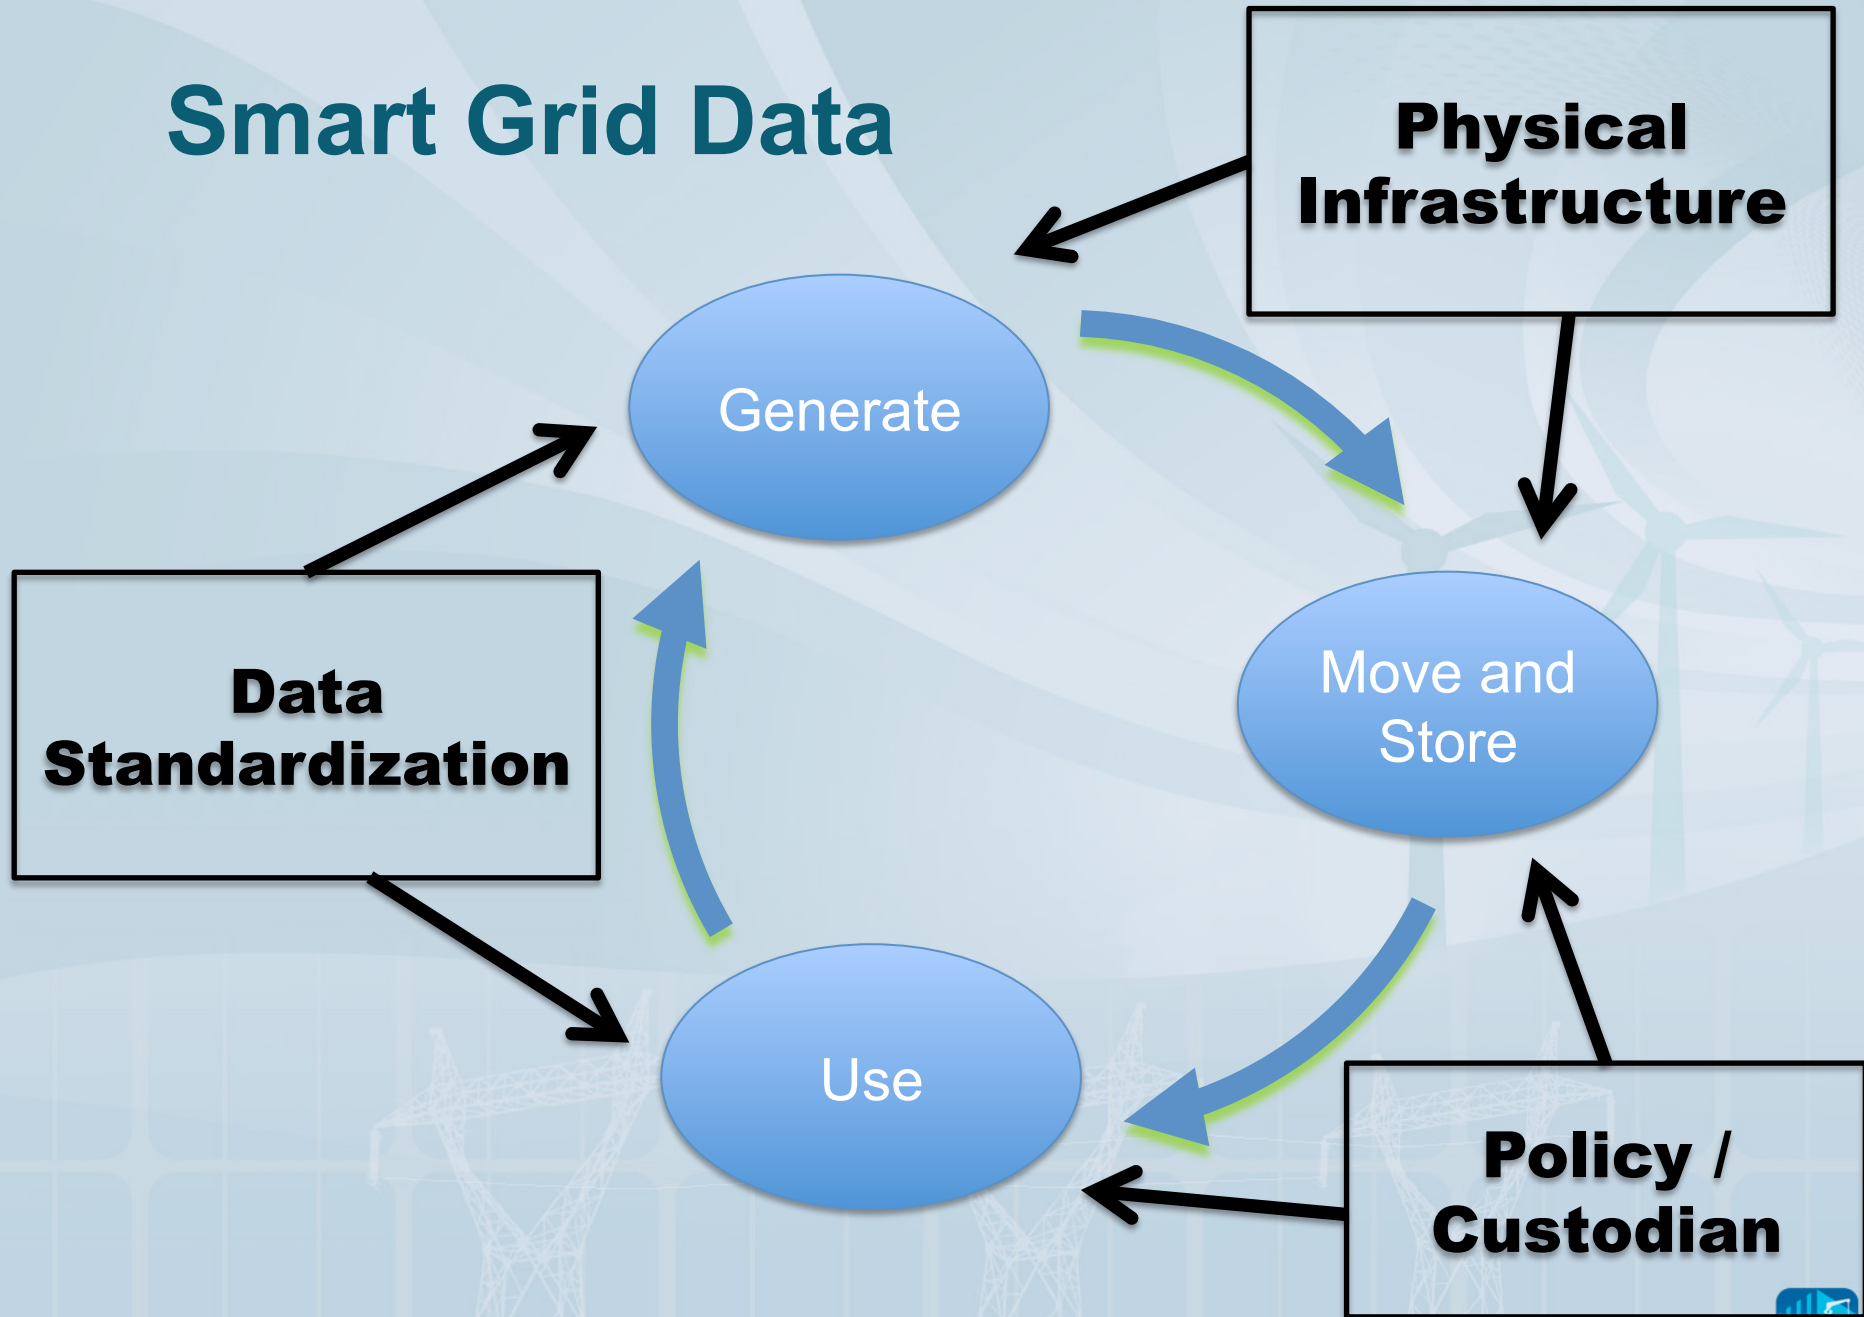 Smart Grid Data
Physical
Infrastructure
Generate
Move and
Store
Data
Standardization
Use
Policy /
Custodian